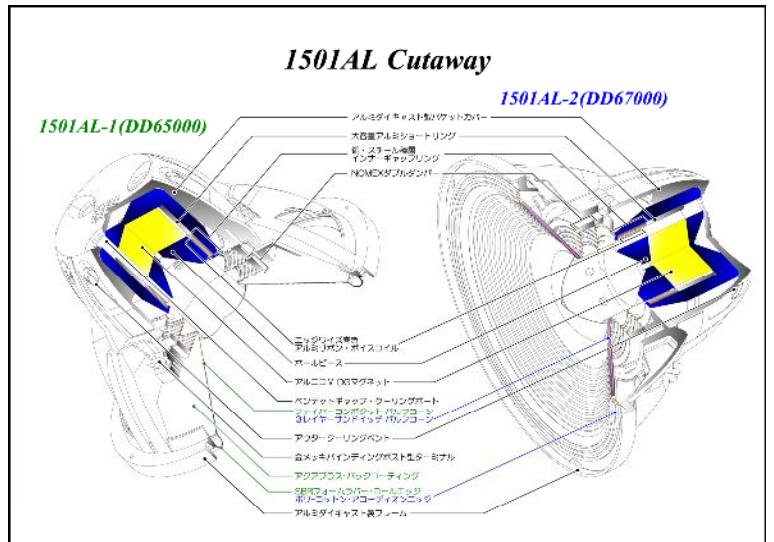 1501AL Cutaway
1501AL-1(DD65000)
1501AL-2(DD67000)
アルミダイキャスト製バケットカバー
大容量アルミショートリング
銅・スチール積層
インナーギャップリング
NOMEXダブルダンパー
エッジワイズ巻き
アルミリボン・ボイスコイル
ポールピース
アルニコV DGマグネット
ベンテッドギャップ・クーリングポート
ファイバーコンポジット パルプコーン
3レイヤーサンドイッチ パルプコーン
アウタークーリングベント
金メッキバインディングポスト型ターミナル
アクアプラス・バックコーティング
SBRフォームラバー・ロールエッジ
ポリ・コットン・アコーディオンエッジ
アルミダイキャスト製フレーム